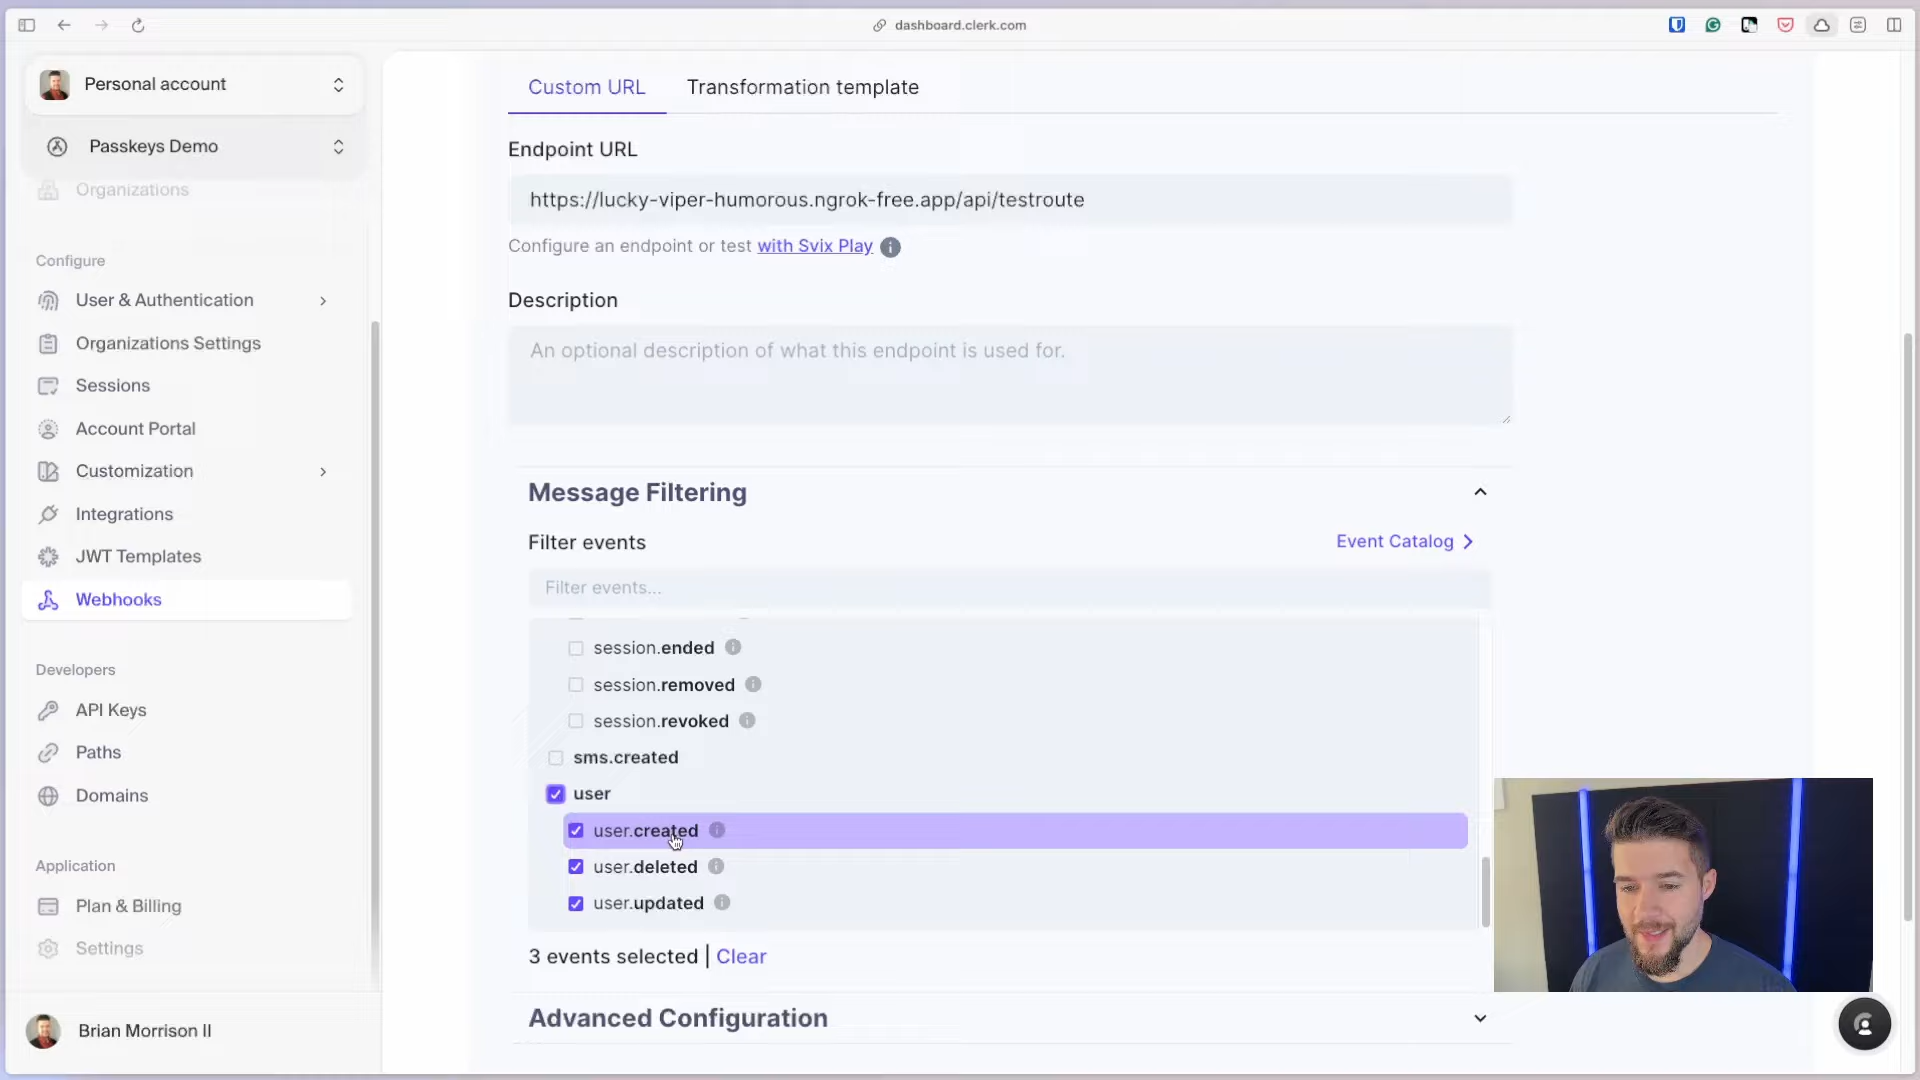 dashboard.clerk.com
Personal account
Passkeys Demo
Organizations
Configure
User & Authentication
Organizations Settings
Sessions
Account Portal
Customization
Integrations
JWT Templates
Webhooks
Developers
API Keys
Paths
Domains
Application
Plan & Billing
Settings
Brian Morrison II
Custom URL
Transformation template
Endpoint URL
https://lucky-viper-humorous.ngrok-free.app/api/testroute
Configure an endpoint or test with Svix Play
Description
An optional description of what this endpoint is used for.
Message Filtering
Filter events
Event Catalog
Filter events...
session.ended
session.removed
session.revoked
sms.created
user
user.created
user.deleted
user.updated
3 events selected | Clear
Advanced Configuration